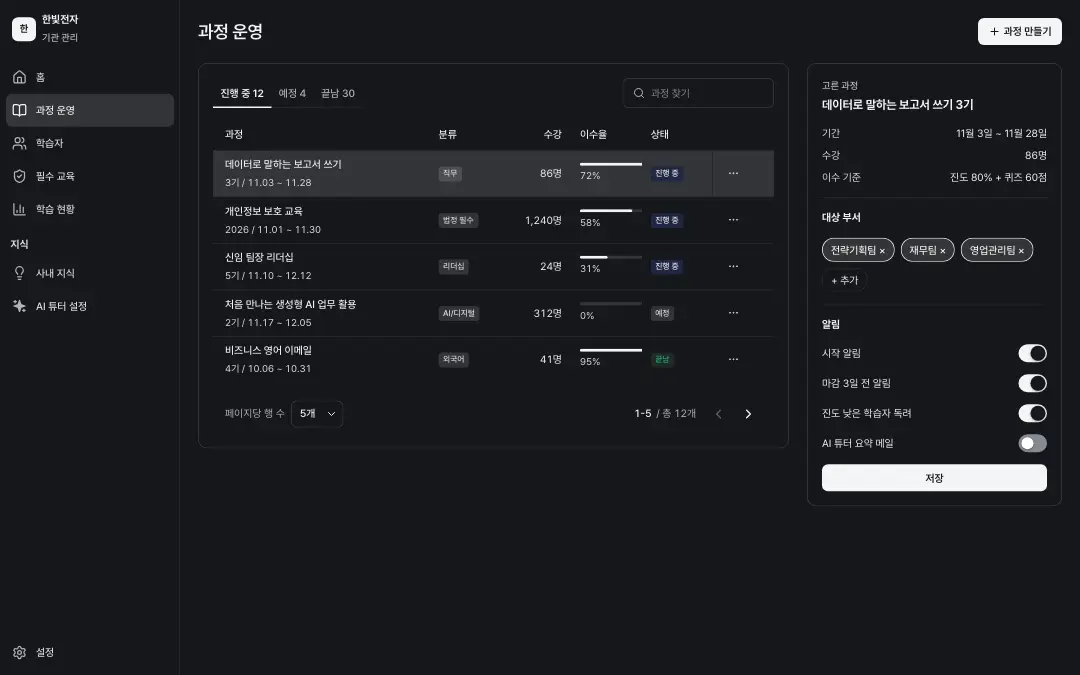 한
한빛전자
기관 관리
홈
과정 운영
학습자
필수 교육
학습 현황
지식
사내 지식
AI 튜터 설정
설정
과정 운영
+ 과정 만들기
진행 중 12 예정 4 끝남 30
과정 찾기
과정 분류 수강 이수율 상태
데이터로 말하는 보고서 쓰기
3기 / 11.03 ~ 11.28
직무 86명 72% 진행 중 ···
개인정보 보호 교육
2026 / 11.01 ~ 11.30
법정 필수 1,240명 58% 진행 중 ···
신임 팀장 리더십
5기 / 11.10 ~ 12.12
리더십 24명 31% 진행 중 ···
처음 만나는 생성형 AI 업무 활용
2기 / 11.17 ~ 12.05
AI/디지털 312명 0% 예정 ···
비즈니스 영어 이메일
4기 / 10.06 ~ 10.31
외국어 41명 95% 끝남 ···
페이지당 행 수 5개
1-5 / 총 12개
고른 과정
데이터로 말하는 보고서 쓰기 3기
기간 11월 3일 ~ 11월 28일
수강 86명
이수 기준 진도 80% + 퀴즈 60점
대상 부서
전략기획팀 × 재무팀 × 영업관리팀 ×
+ 추가
알림
시작 알림
마감 3일 전 알림
진도 낮은 학습자 독려
AI 튜터 요약 메일
저장